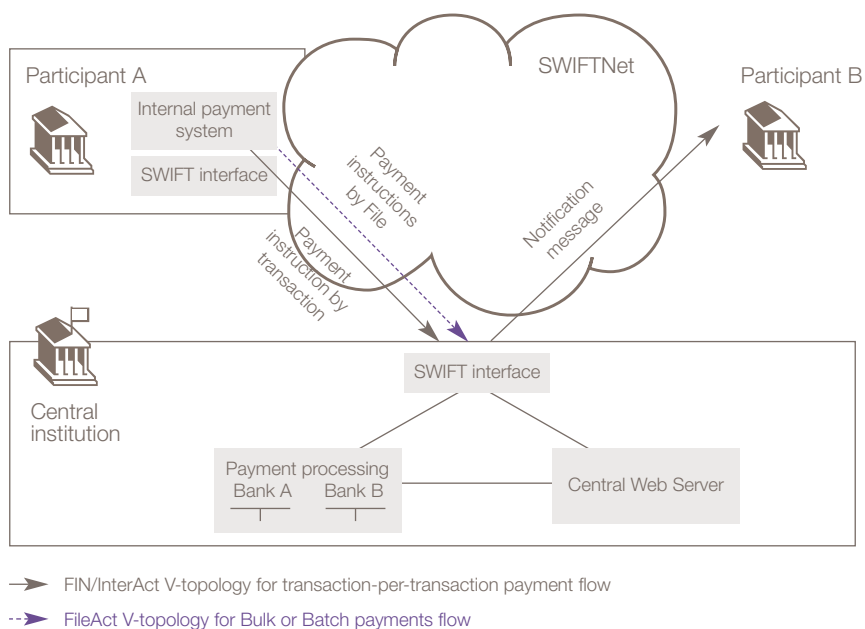 SWIFTNet
Participant A
Participant B
Internal payment
system
SWIFT interface
Payment
instructions
by File
Payment
instruction by
transaction
Notification
message
SWIFT interface
Central
institution
Payment processing
Bank A Bank B
Central Web Server
FIN/InterAct V-topology for transaction-per-transaction payment flow
FileAct V-topology for Bulk or Batch payments flow